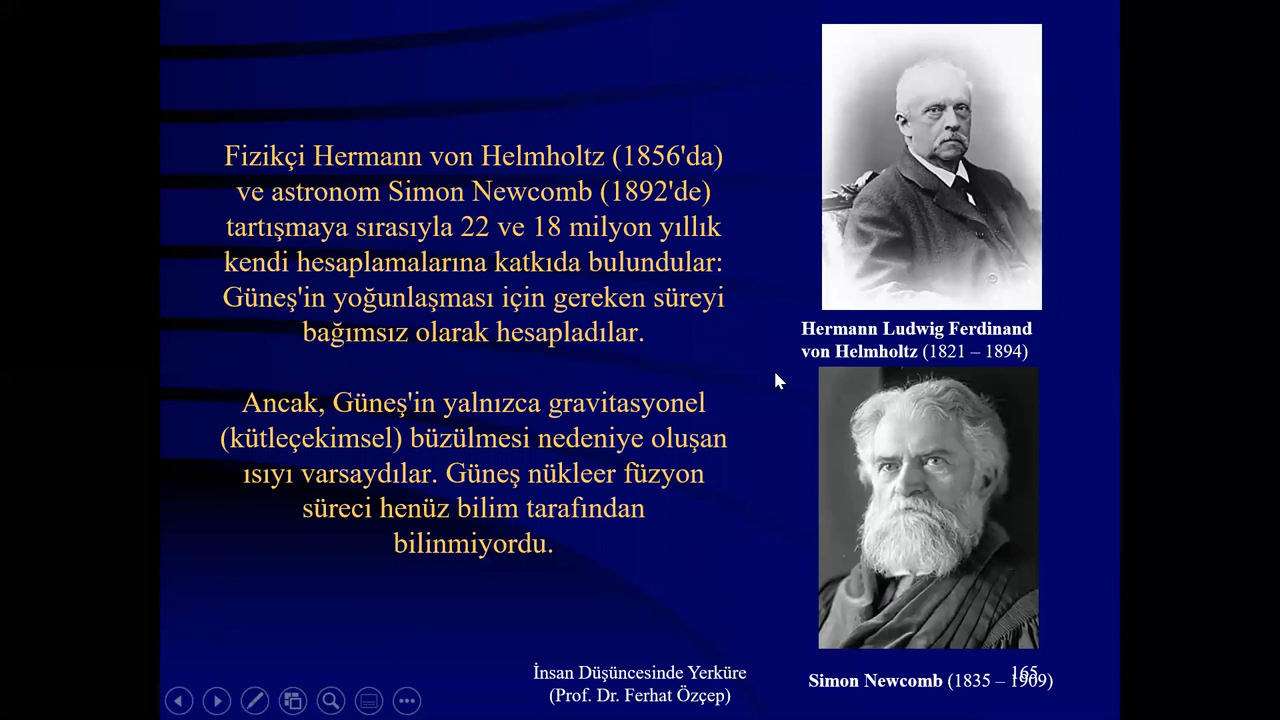 Fizikçi Hermann von Helmholtz (1856'da)
ve astronom Simon Newcomb (1892'de)
tartışmaya sırasıyla 22 ve 18 milyon yıllık
kendi hesaplamalarına katkıda bulundular:
Güneş'in yoğunlaşması için gereken süreyi
bağımsız olarak hesapladılar.
Ancak, Güneş'in yalnızca gravitasyonel
(kütleçekimsel) büzülmesi nedeniye oluşan
ısıyı varsaydılar. Güneş nükleer füzyon
süreci henüz bilim tarafından
bilinmiyordu.
Hermann Ludwig Ferdinand
von Helmholtz (1821 – 1894)
Simon Newcomb (1835 – 1909)
İnsan Düşüncesinde Yerküre
(Prof. Dr. Ferhat Özçep)
165